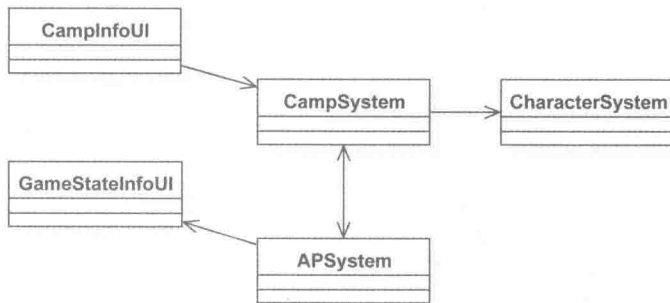 CampInfoUI
CampSystem
CharacterSystem
GameStateInfoUI
APSystem